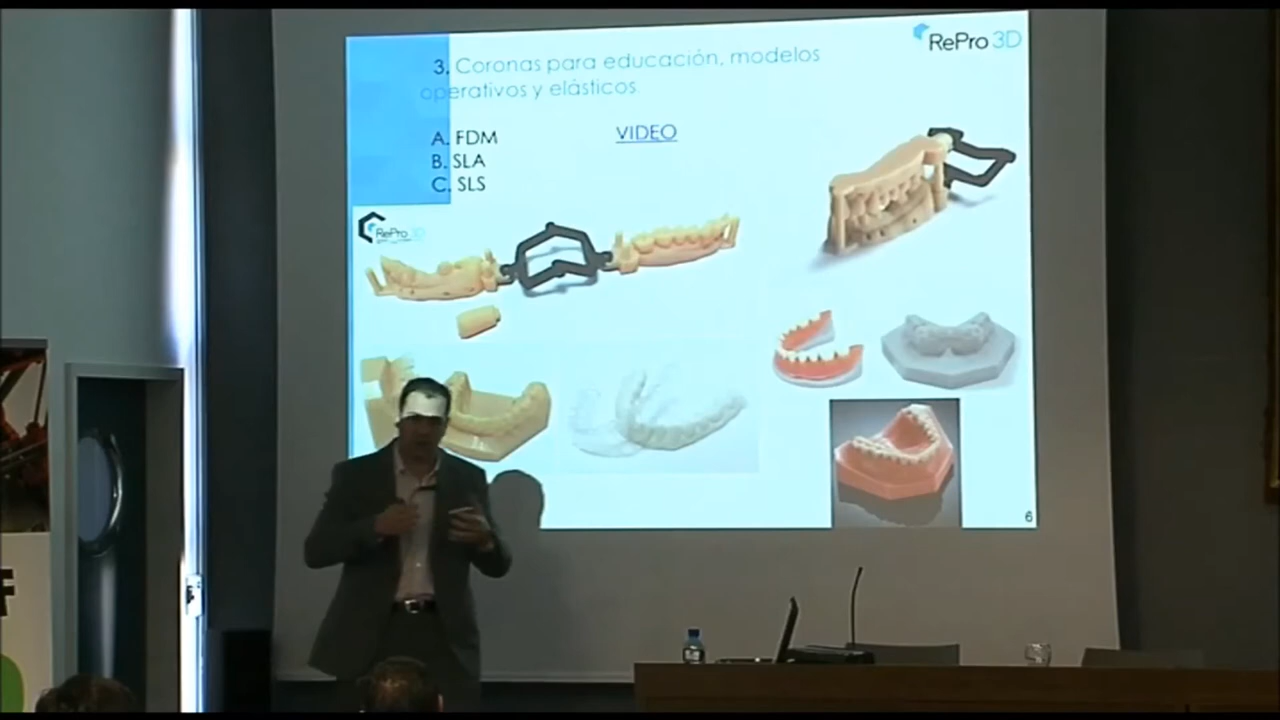 RePro 3D
3. Coronas para educación, modelos
operativos y elásticos
A. FDM
B. SLA
C. SLS
VIDEO
RePro 3D
6
F